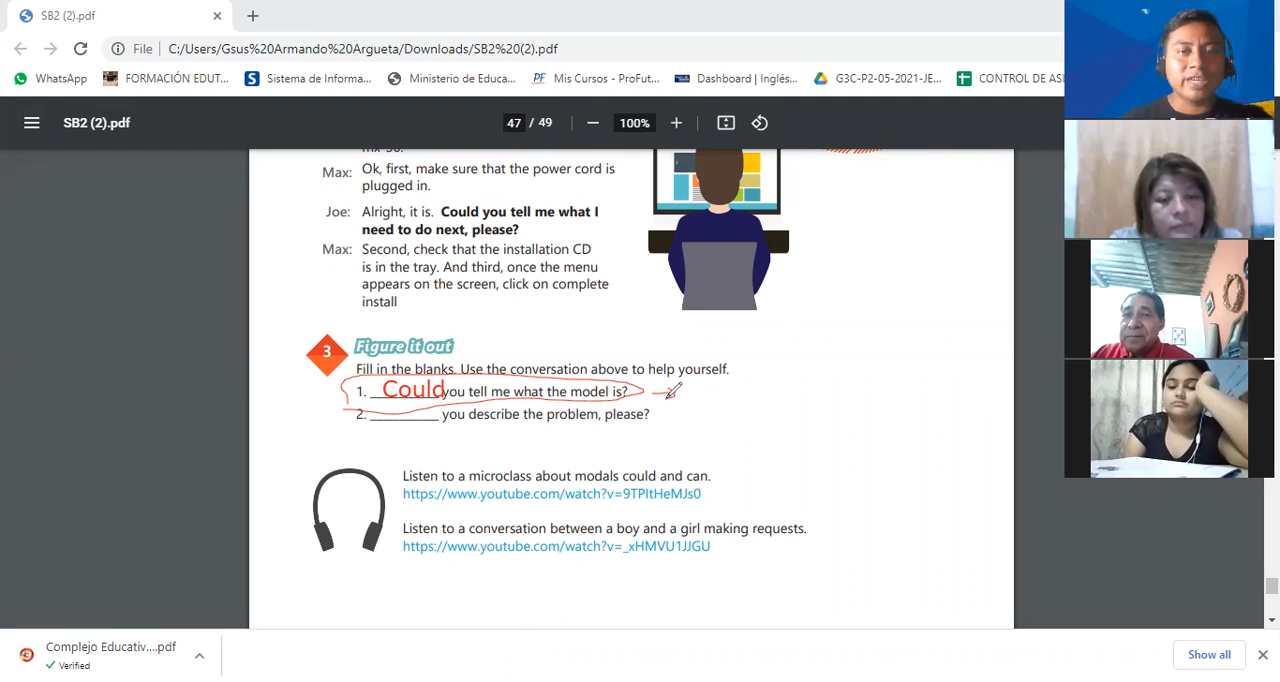 SB2 (2).pdf
File C:/Users/Gsus%20Armando%20Argueta/Downloads/SB2%20(2).pdf
WhatsApp FORMACIÓN EDUT... Sistema de Informa... Ministerio de Educa... PF Mis Cursos - ProFut... Dashboard | Inglés... G3C-P2-05-2021-JE... CONTROL DE ASI
SB2 (2).pdf 47 / 49 100%
Max: Ok, first, make sure that the power cord is
plugged in.
Joe: Alright, it is. Could you tell me what I
need to do next, please?
Max: Second, check that the installation CD
is in the tray. And third, once the menu
appears on the screen, click on complete
install
3 Figure it out
Fill in the blanks. Use the conversation above to help yourself.
1. Could you tell me what the model is?
2. __________ you describe the problem, please?
Listen to a microclass about modals could and can.
https://www.youtube.com/watch?v=9TPItHeMJs0
Listen to a conversation between a boy and a girl making requests.
https://www.youtube.com/watch?v=_xHMVU1JJGU
Complejo Educativ....pdf
Verified
Show all